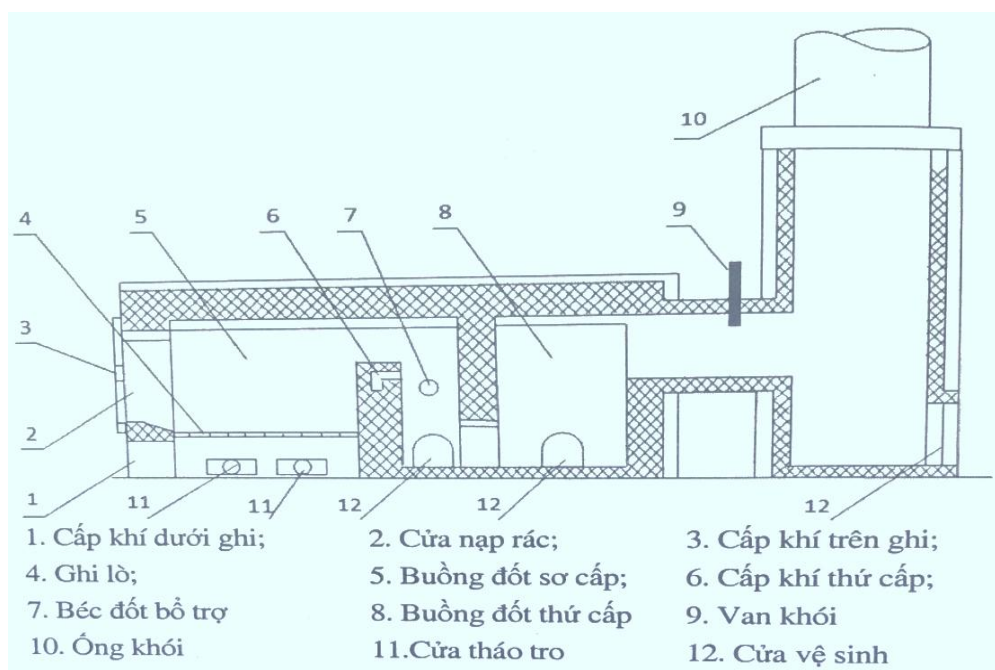 10
4 5 6 7 8 9
3
2
1 11 11 12 12 12
1. Cấp khí dưới ghi; 2. Cửa nạp rác; 3. Cấp khí trên ghi;
4. Ghi lò; 5. Buồng đốt sơ cấp; 6. Cấp khí thứ cấp;
7. Béc đốt bổ trợ 8. Buồng đốt thứ cấp 9. Van khói
10. Ống khói 11.Cửa tháo tro 12. Cửa vệ sinh